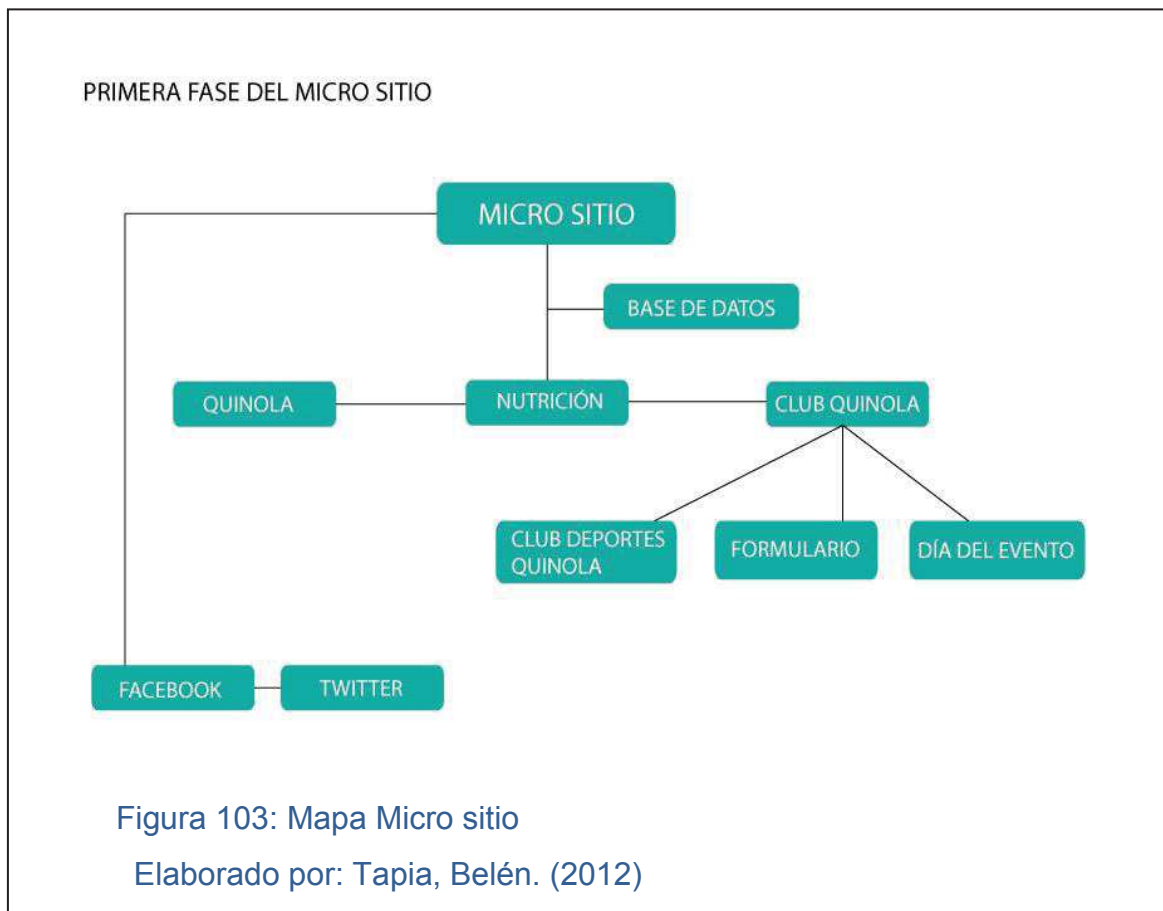 PRIMERA FASE DEL MICRO SITIO
MICRO SITIO
BASE DE DATOS
QUINOLA
NUTRICIÓN
CLUB QUINOLA
CLUB DEPORTES
QUINOLA
FORMULARIO
DÍA DEL EVENTO
FACEBOOK
TWITTER
Figura 103: Mapa Micro sitio
Elaborado por: Tapia, Belén. (2012)